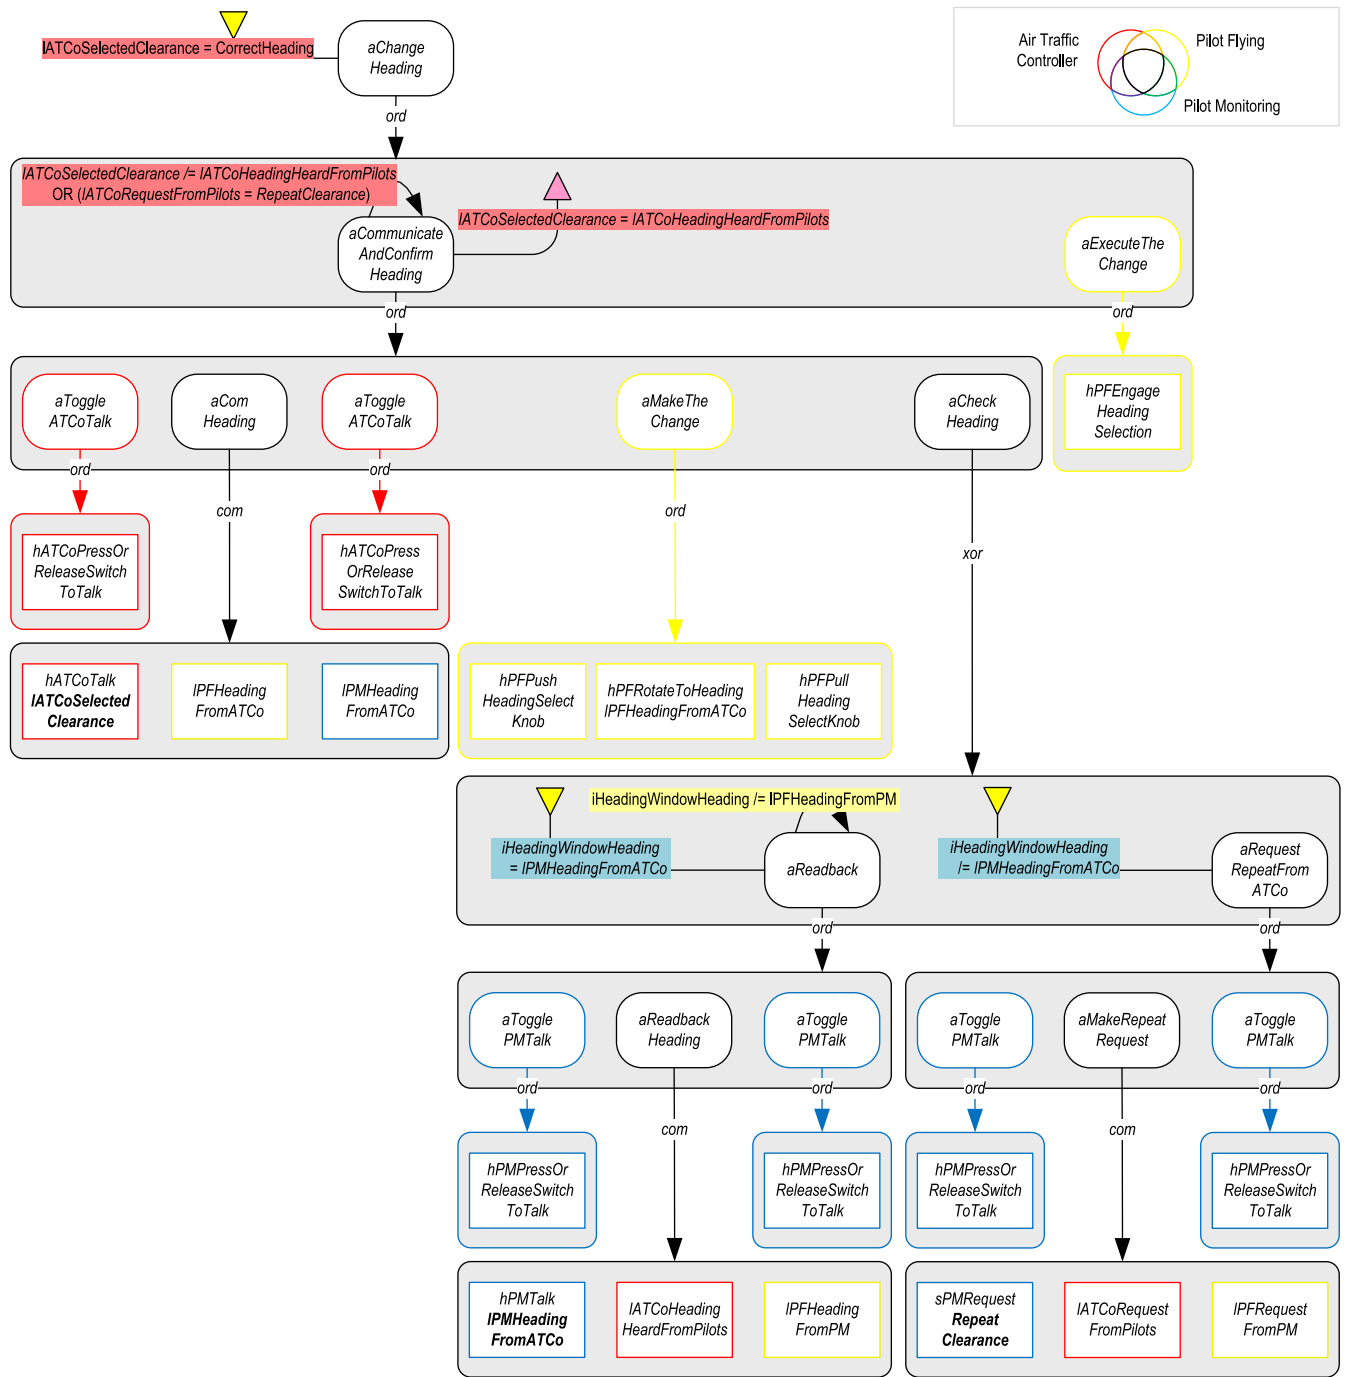 lATCoSelectedClearance = CorrectHeading
aChange
Heading
Air Traffic
Controller
Pilot Flying
Pilot Monitoring
ord
lATCoSelectedClearance /= lATCoHeadingHeardFromPilots
OR (lATCoRequestFromPilots = RepeatClearance)
lATCoSelectedClearance = lATCoHeadingHeardFromPilots
aCommunicate
AndConfirm
Heading
aExecuteThe
Change
ord
ord
aToggle
ATCoTalk
aCom
Heading
aToggle
ATCoTalk
aMakeThe
Change
aCheck
Heading
hPFEngage
Heading
Selection
ord
com
ord
ord
xor
hATCoPressOr
ReleaseSwitch
ToTalk
hATCoPress
OrRelease
SwitchToTalk
hATCoTalk
lATCoSelected
Clearance
lPFHeading
FromATCo
lPMHeading
FromATCo
hPFPush
HeadingSelect
Knob
hPFRotateToHeading
lPFHeadingFromATCo
hPFPull
Heading
SelectKnob
iHeadingWindowHeading /= lPFHeadingFromPM
iHeadingWindowHeading
= lPMHeadingFromATCo
aReadback
iHeadingWindowHeading
/= lPMHeadingFromATCo
aRequest
RepeatFrom
ATCo
ord
ord
aToggle
PMTalk
aReadback
Heading
aToggle
PMTalk
aToggle
PMTalk
aMakeRepeat
Request
aToggle
PMTalk
ord
com
ord
ord
com
ord
hPMPressOr
ReleaseSwitch
ToTalk
hPMPressOr
ReleaseSwitch
ToTalk
hPMPressOr
ReleaseSwitch
ToTalk
hPMPressOr
ReleaseSwitch
ToTalk
hPMTalk
lPMHeading
FromATCo
lATCoHeading
HeardFromPilots
lPFHeading
FromPM
sPMRequest
Repeat
Clearance
lATCoRequest
FromPilots
lPFRequest
FromPM